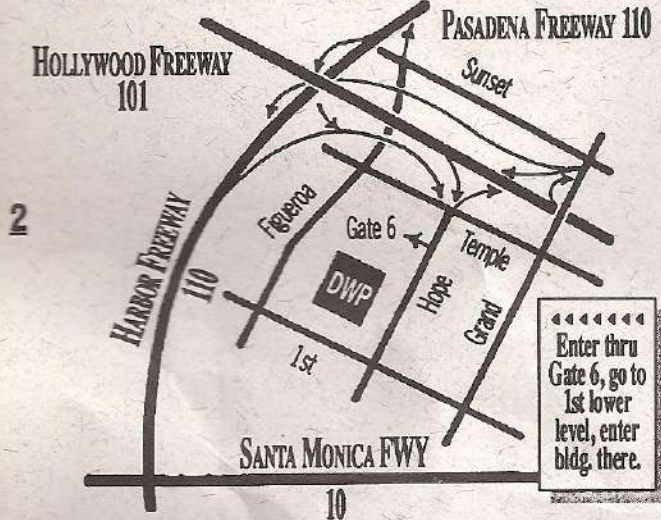 PASADENA FREEWAY 110
HOLLYWOOD FREEWAY
101
Sunset
2
Figueroa
Gate 6
Temple
HARBOR FREEWAY
110
DWP
Hope
Grand
1st
Enter thru
Gate 6, go to
1st lower
level, enter
bldg. there.
SANTA MONICA FWY
10